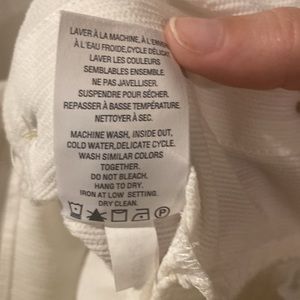 LAVER À LA MACHINE, À L'ENVERS
À L'EAU FROIDE,CYCLE DÉLICAT.
LAVER LES COULEURS
SEMBLABLES ENSEMBLE.
NE PAS JAVELLISER.
SUSPENDRE POUR SÉCHER.
REPASSER À BASSE TEMPÉRATURE.
NETTOYER À SEC.
MACHINE WASH, INSIDE OUT,
COLD WATER,DELICATE CYCLE.
WASH SIMILAR COLORS
TOGETHER.
DO NOT BLEACH.
HANG TO DRY.
IRON AT LOW SETTING.
DRY CLEAN.
P